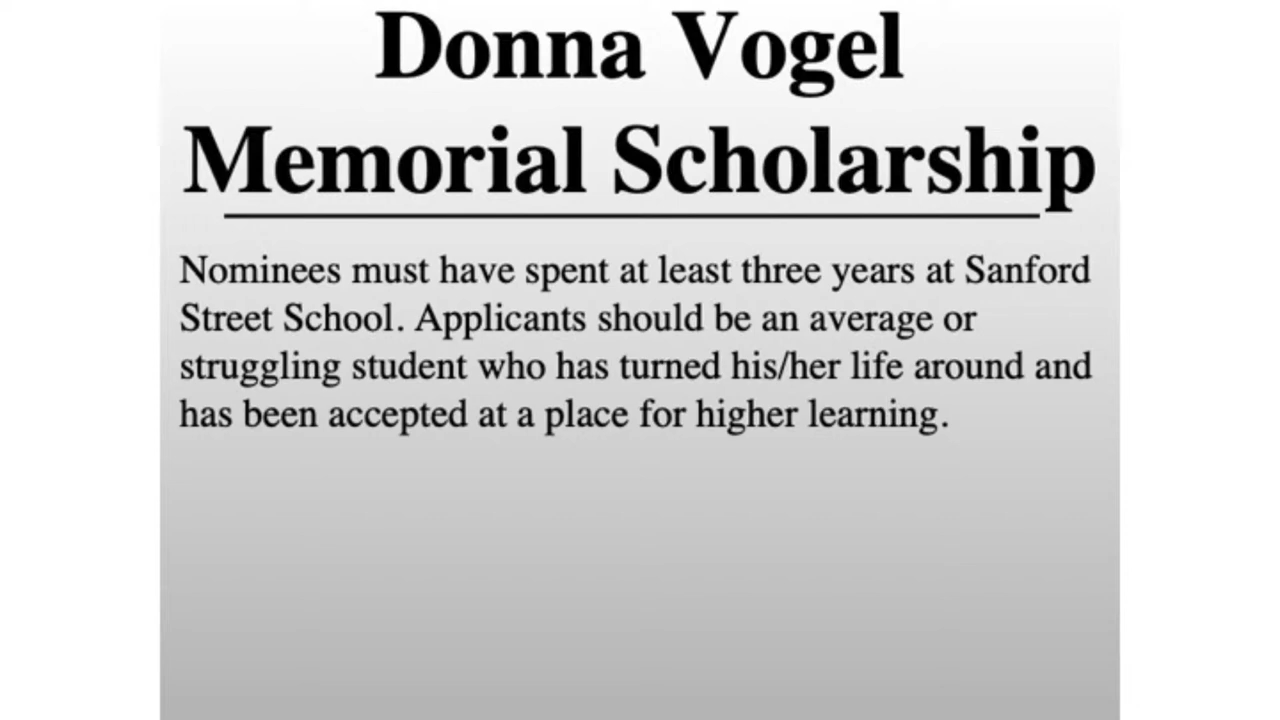 Donna Vogel
Memorial Scholarship
Nominees must have spent at least three years at Sanford
Street School. Applicants should be an average or
struggling student who has turned his/her life around and
has been accepted at a place for higher learning.